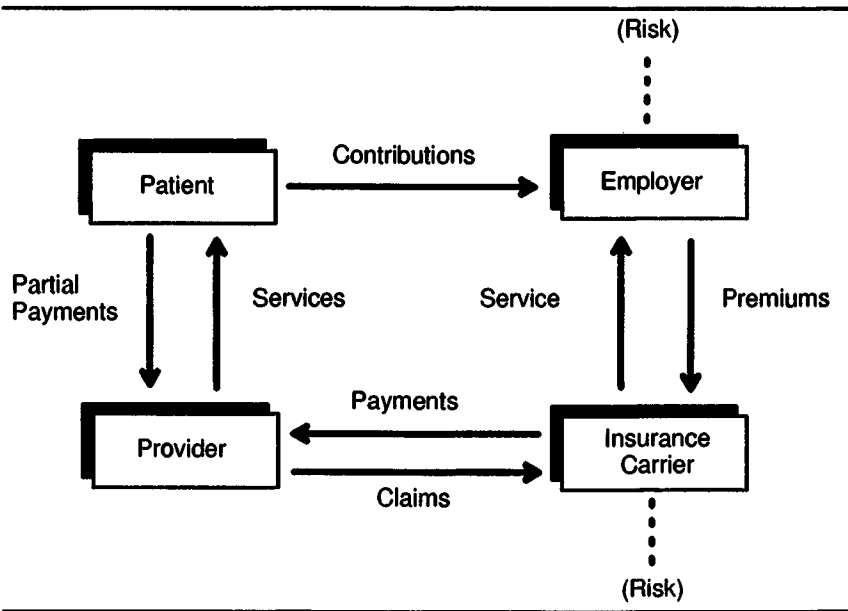 (Risk)
Contributions
Patient
Employer
Partial
Payments
Services
Service
Premiums
Payments
Provider
Insurance
Carrier
Claims
(Risk)